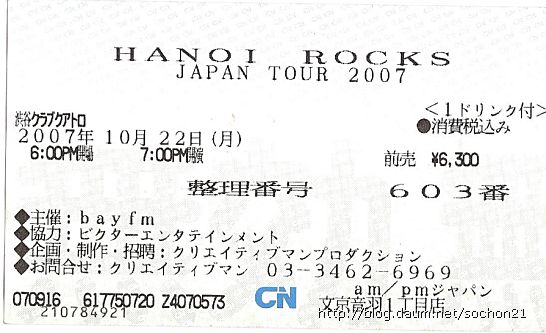 HANOI ROCKS
JAPAN TOUR 2007
<1ドリンク付>
渋谷クラブクアトロ
●消費税込み
2007年 10月 22日(月)
6:00PM開場 7:00PM開演
前売 ¥6,300
整理番号 603番
◆主催:bayfm
◆協力:ビクターエンタテインメント
◆企画・制作・招聘:クリエイティブマンプロダクション
◆お問合せ:クリエイティブマン 03-3462-6969
am/pmジャパン
070916 617750720 Z4070573 CN 文京音羽1丁目店
210784921
http://blog.daum.net/sochon21